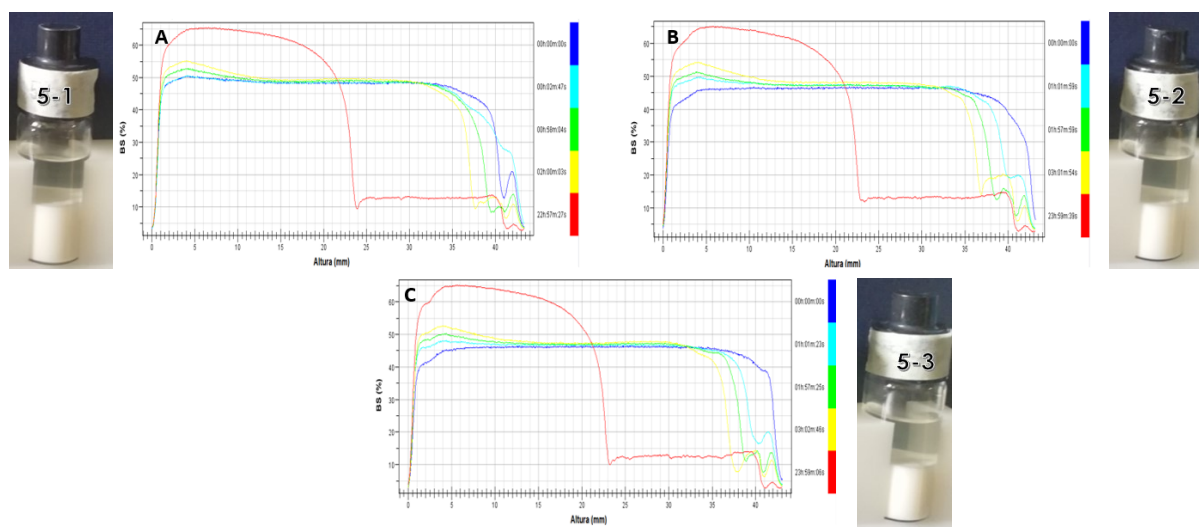 5-1
A
BS (%)
60
50
40
30
20
10
0
5
10
15
20
25
30
35
40
Altura (mm)
00h:00m:00s
00h:02m:47s
00h:58m:04s
02h:00m:03s
22h:57m:27s
B
BS (%)
60
50
40
30
20
10
0
5
10
15
20
25
30
35
40
Altura (mm)
00h:00m:00s
01h:01m:59s
01h:57m:59s
03h:01m:54s
23h:59m:39s
5-2
C
BS (%)
60
50
40
30
20
10
0
5
10
15
20
25
30
35
40
Altura (mm)
00h:00m:00s
01h:01m:23s
01h:57m:25s
03h:02m:46s
23h:59m:06s
5-3